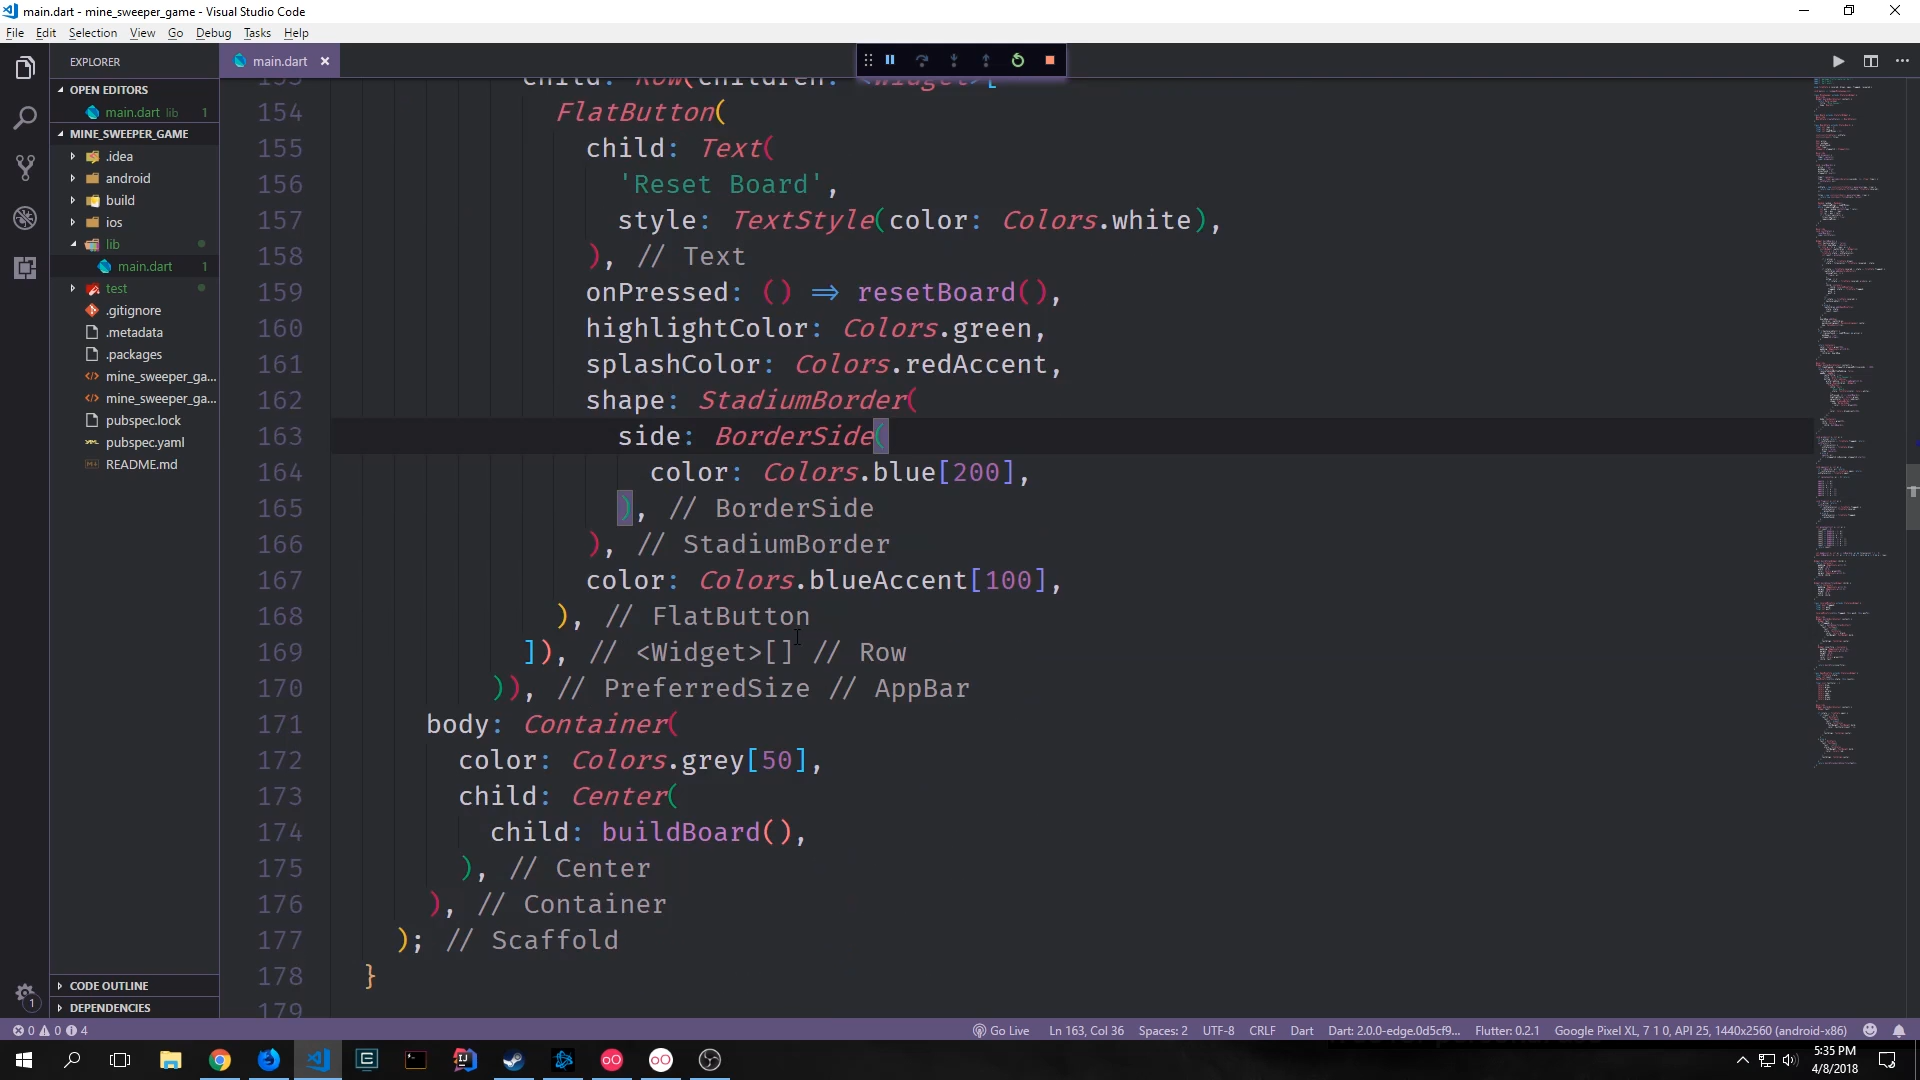 main.dart - mine_sweeper_game - Visual Studio Code
File Edit Selection View Go Debug Tasks Help
EXPLORER
OPEN EDITORS
main.dart lib 1
MINE_SWEEPER_GAME
.idea
android
build
ios
lib
main.dart 1
test
.gitignore
.metadata
.packages
mine_sweeper_ga...
mine_sweeper_ga...
pubspec.lock
pubspec.yaml
README.md
CODE OUTLINE
DEPENDENCIES
main.dart
153 child: Row(children: <Widget>[
154 FlatButton(
155 child: Text(
156 'Reset Board',
157 style: TextStyle(color: Colors.white),
158 ), // Text
159 onPressed: () => resetBoard(),
160 highlightColor: Colors.green,
161 splashColor: Colors.redAccent,
162 shape: StadiumBorder(
163 side: BorderSide(
164 color: Colors.blue[200],
165 ), // BorderSide
166 ), // StadiumBorder
167 color: Colors.blueAccent[100],
168 ), // FlatButton
169 ]), // <Widget>[] // Row
170 )), // PreferredSize // AppBar
171 body: Container(
172 color: Colors.grey[50],
173 child: Center(
174 child: buildBoard(),
175 ), // Center
176 ), // Container
177 ); // Scaffold
178 }
179
1
0 0 4 Go Live Ln 163, Col 36 Spaces: 2 UTF-8 CRLF Dart Dart: 2.0.0-edge.0d5cf9... Flutter: 0.2.1 Google Pixel XL, 7 1 0, API 25, 1440x2560 (android-x86)
5:35 PM
4/8/2018